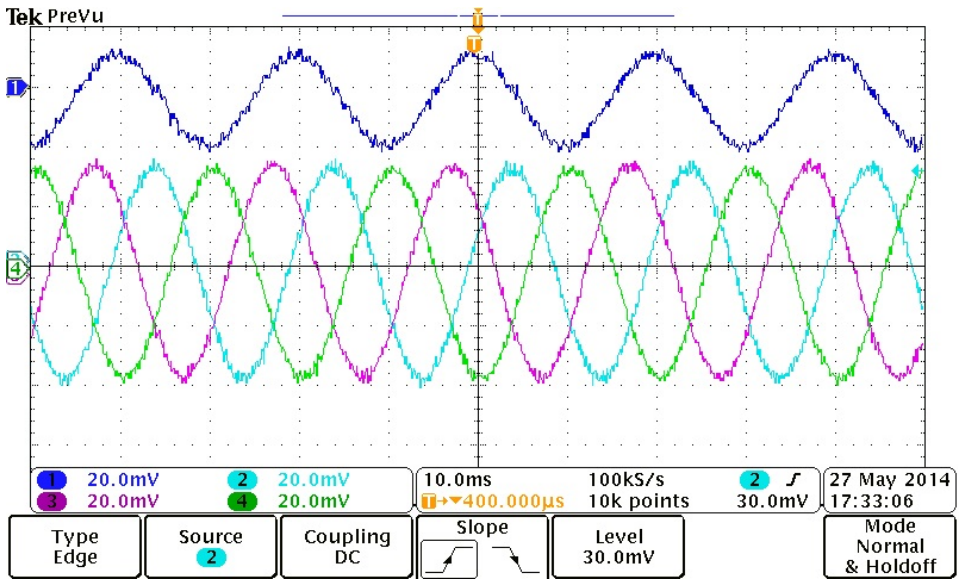 Tek PreVu
T
T
1
4
1 20.0mV 2 20.0mV
3 20.0mV 4 20.0mV
10.0ms 100kS/s 2
T→▼400.000µs 10k points 30.0mV
27 May 2014
17:33:06
Type
Edge
Source
2
Coupling
DC
Slope
Level
30.0mV
Mode
Normal
& Holdoff